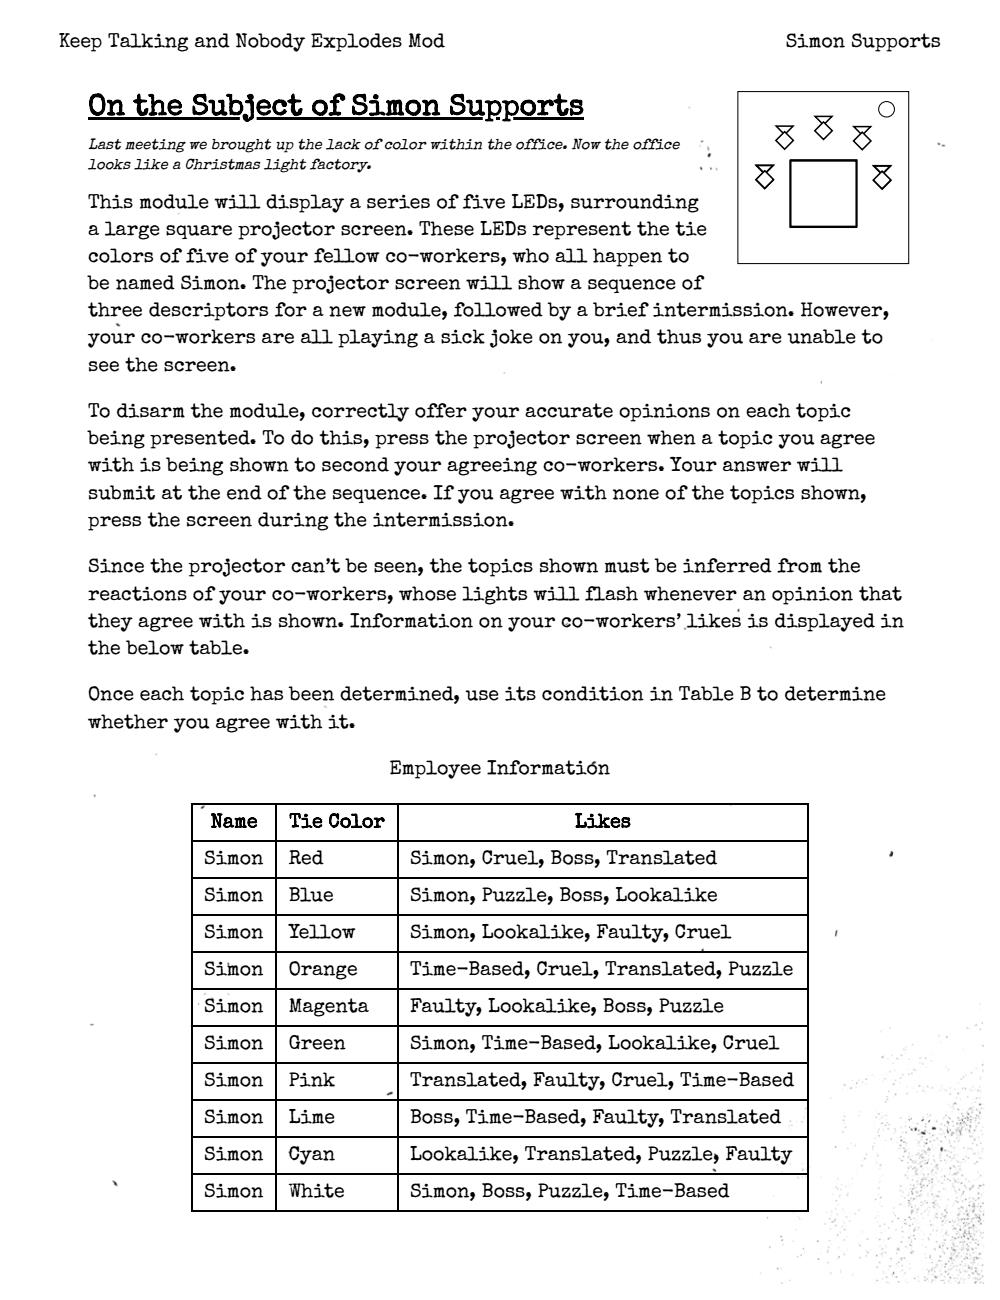 Keep Talking and Nobody Explodes Mod
Simon Supports
On the Subject of Simon Supports
Last meeting we brought up the lack of color within the office. Now the office
looks like a Christmas light factory.
This module will display a series of five LEDs, surrounding
a large square projector screen. These LEDs represent the tie
colors of five of your fellow co-workers, who all happen to
be named Simon. The projector screen will show a sequence of
three descriptors for a new module, followed by a brief intermission. However,
your co-workers are all playing a sick joke on you, and thus you are unable to
see the screen.
To disarm the module, correctly offer your accurate opinions on each topic
being presented. To do this, press the projector screen when a topic you agree
with is being shown to second your agreeing co-workers. Your answer will
submit at the end of the sequence. If you agree with none of the topics shown,
press the screen during the intermission.
Since the projector can't be seen, the topics shown must be inferred from the
reactions of your co-workers, whose lights will flash whenever an opinion that
they agree with is shown. Information on your co-workers' likes is displayed in
the below table.
Once each topic has been determined, use its condition in Table B to determine
whether you agree with it.
Employee Information
Name Tie Color Likes
Simon Red Simon, Cruel, Boss, Translated
Simon Blue Simon, Puzzle, Boss, Lookalike
Simon Yellow Simon, Lookalike, Faulty, Cruel
Simon Orange Time-Based, Cruel, Translated, Puzzle
Simon Magenta Faulty, Lookalike, Boss, Puzzle
Simon Green Simon, Time-Based, Lookalike, Cruel
Simon Pink Translated, Faulty, Cruel, Time-Based
Simon Lime Boss, Time-Based, Faulty, Translated
Simon Cyan Lookalike, Translated, Puzzle, Faulty
Simon White Simon, Boss, Puzzle, Time-Based